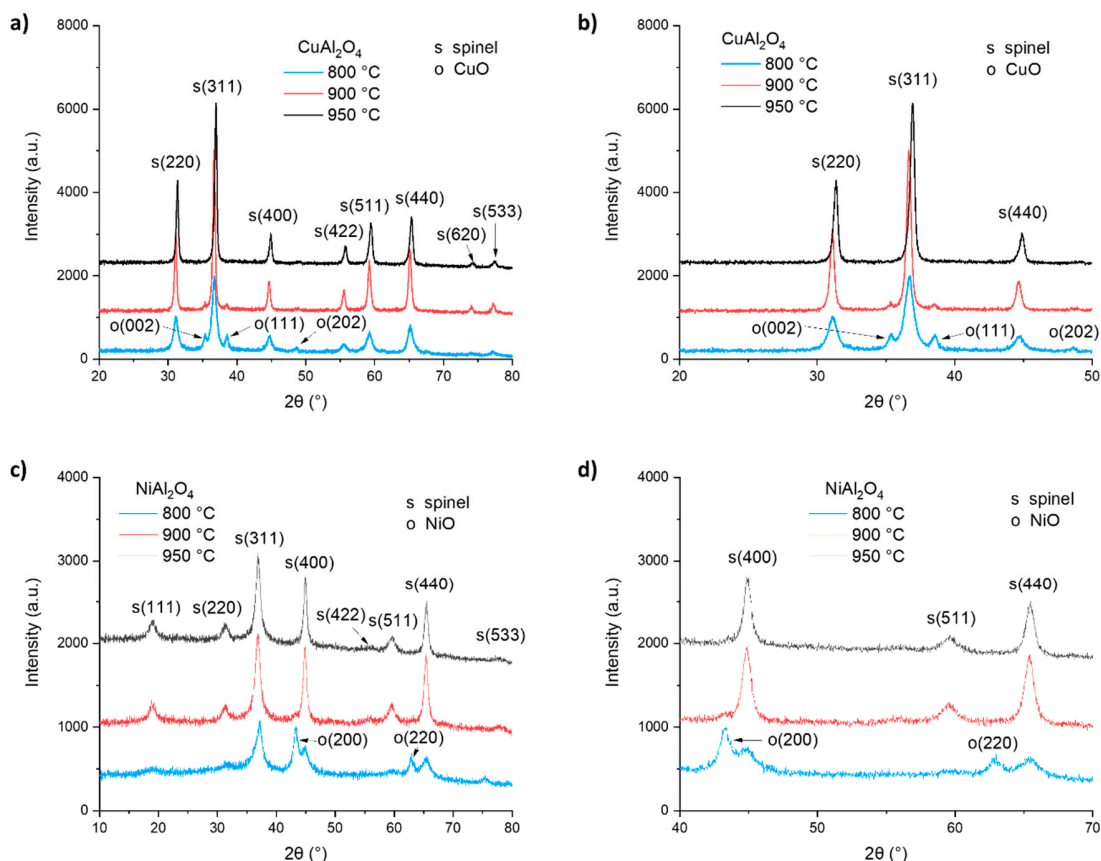 a)
CuAl2O4
800 °C
900 °C
950 °C
s spinel
o CuO
s(220)
s(311)
s(400)
s(422)
s(511)
s(440)
s(620)
s(533)
o(002)
o(111)
o(202)
Intensity (a.u.)
8000
6000
4000
2000
0
20 30 40 50 60 70 80
2θ (°)
b)
CuAl2O4
800 °C
900 °C
950 °C
s spinel
o CuO
s(220)
s(311)
s(440)
o(002)
o(111)
o(202)
Intensity (a.u.)
8000
6000
4000
2000
0
20 30 40 50
2θ (°)
c)
NiAl2O4
800 °C
900 °C
950 °C
s spinel
o NiO
s(111)
s(220)
s(311)
s(400)
s(422)
s(511)
s(440)
s(533)
o(200)
o(220)
Intensity (a.u.)
4000
3000
2000
1000
0
10 20 30 40 50 60 70 80
2θ (°)
d)
NiAl2O4
800 °C
900 °C
950 °C
s spinel
o NiO
s(400)
s(511)
s(440)
o(200)
o(220)
Intensity (a.u.)
4000
3000
2000
1000
0
40 50 60 70
2θ (°)